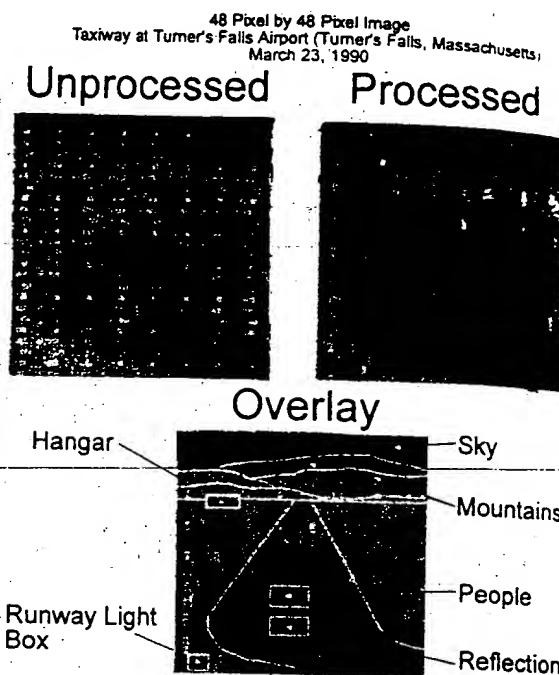 48 Pixel by 48 Pixel Image
Taxiway at Turner's Falls Airport (Turner's Falls, Massachusetts)
March 23, 1990
Unprocessed
Processed
Overlay
Hangar
Sky
Mountains
People
Runway Light
Box
Reflection